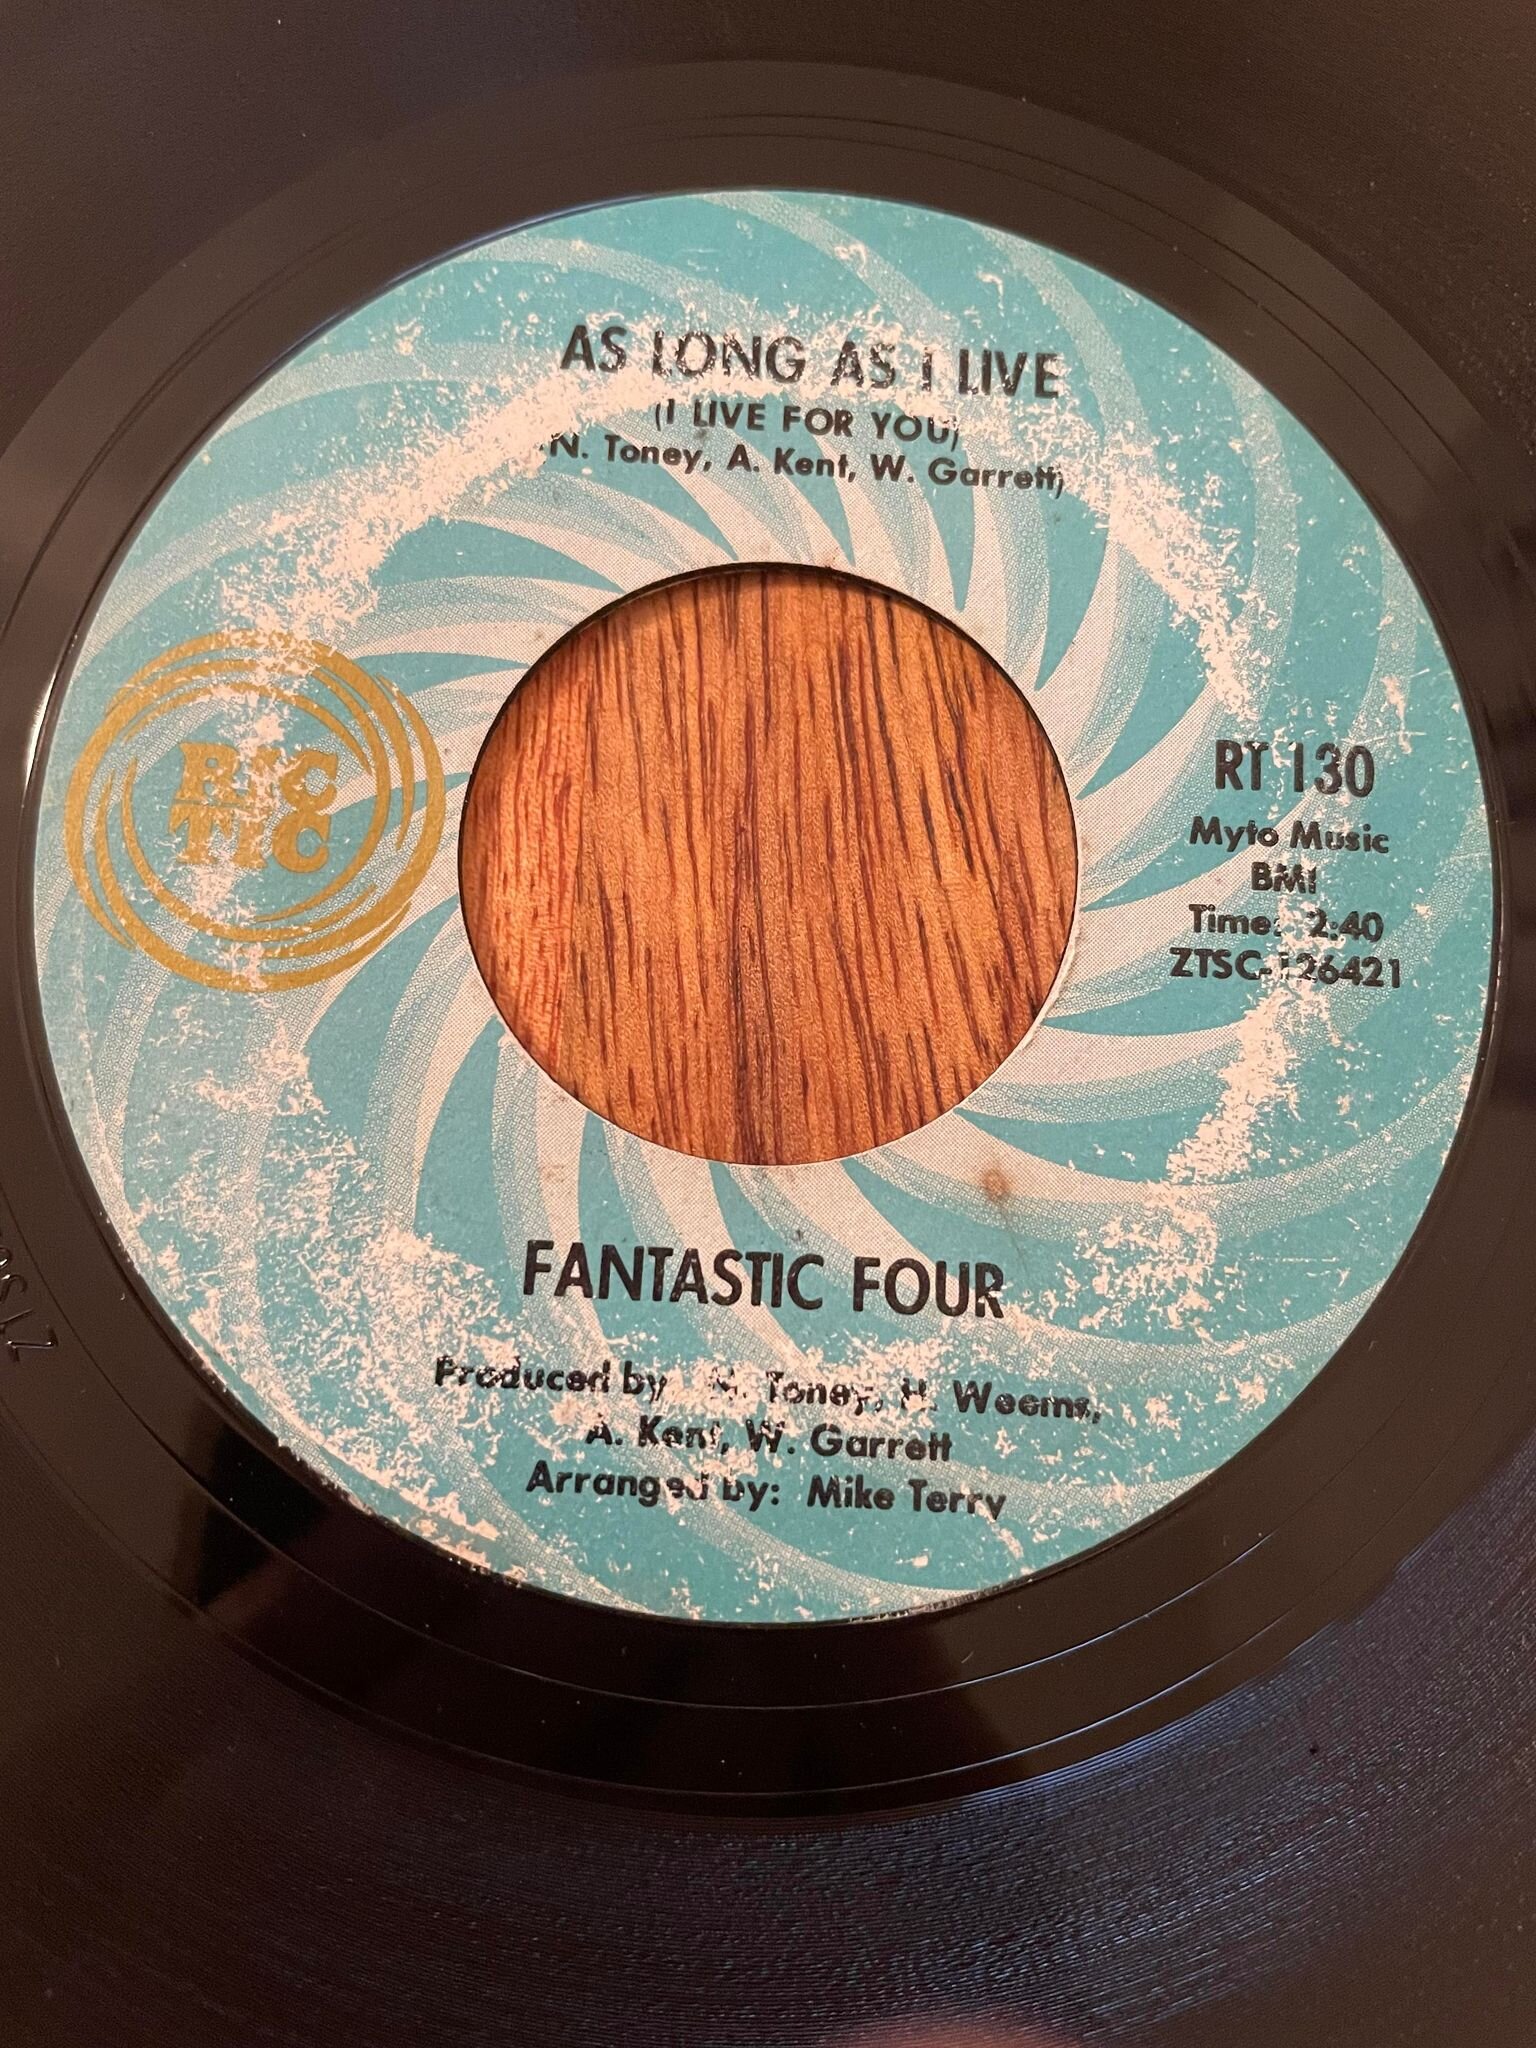 AS LONG AS I LIVE
(I LIVE FOR YOU)
N. Toney, A. Kent, W. Garrett)
RIC
TIC
RT 130
Myto Music
BMI
Time: 2:40
ZTSC-126421
FANTASTIC FOUR
Produced by N. Toney, H. Weems,
A. Kent, W. Garrett
Arranged by: Mike Terry